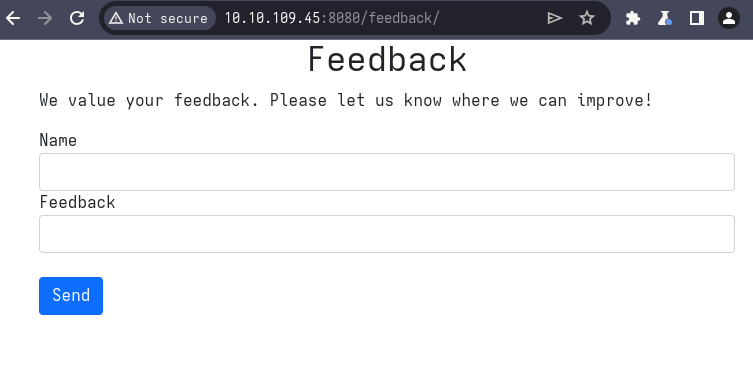 Not secure 10.10.109.45:8080/feedback/
Feedback
We value your feedback. Please let us know where we can improve!
Name
Feedback
Send